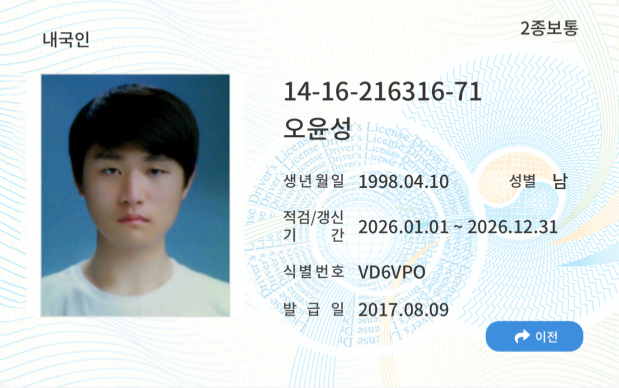 내국인
2종보통
14-16-216316-71
오윤성
생년월일 1998.04.10 성별 남
적검/갱신
기 간 2026.01.01 ~ 2026.12.31
식별번호 VD6VPO
발 급 일 2017.08.09
이전
Driver's License